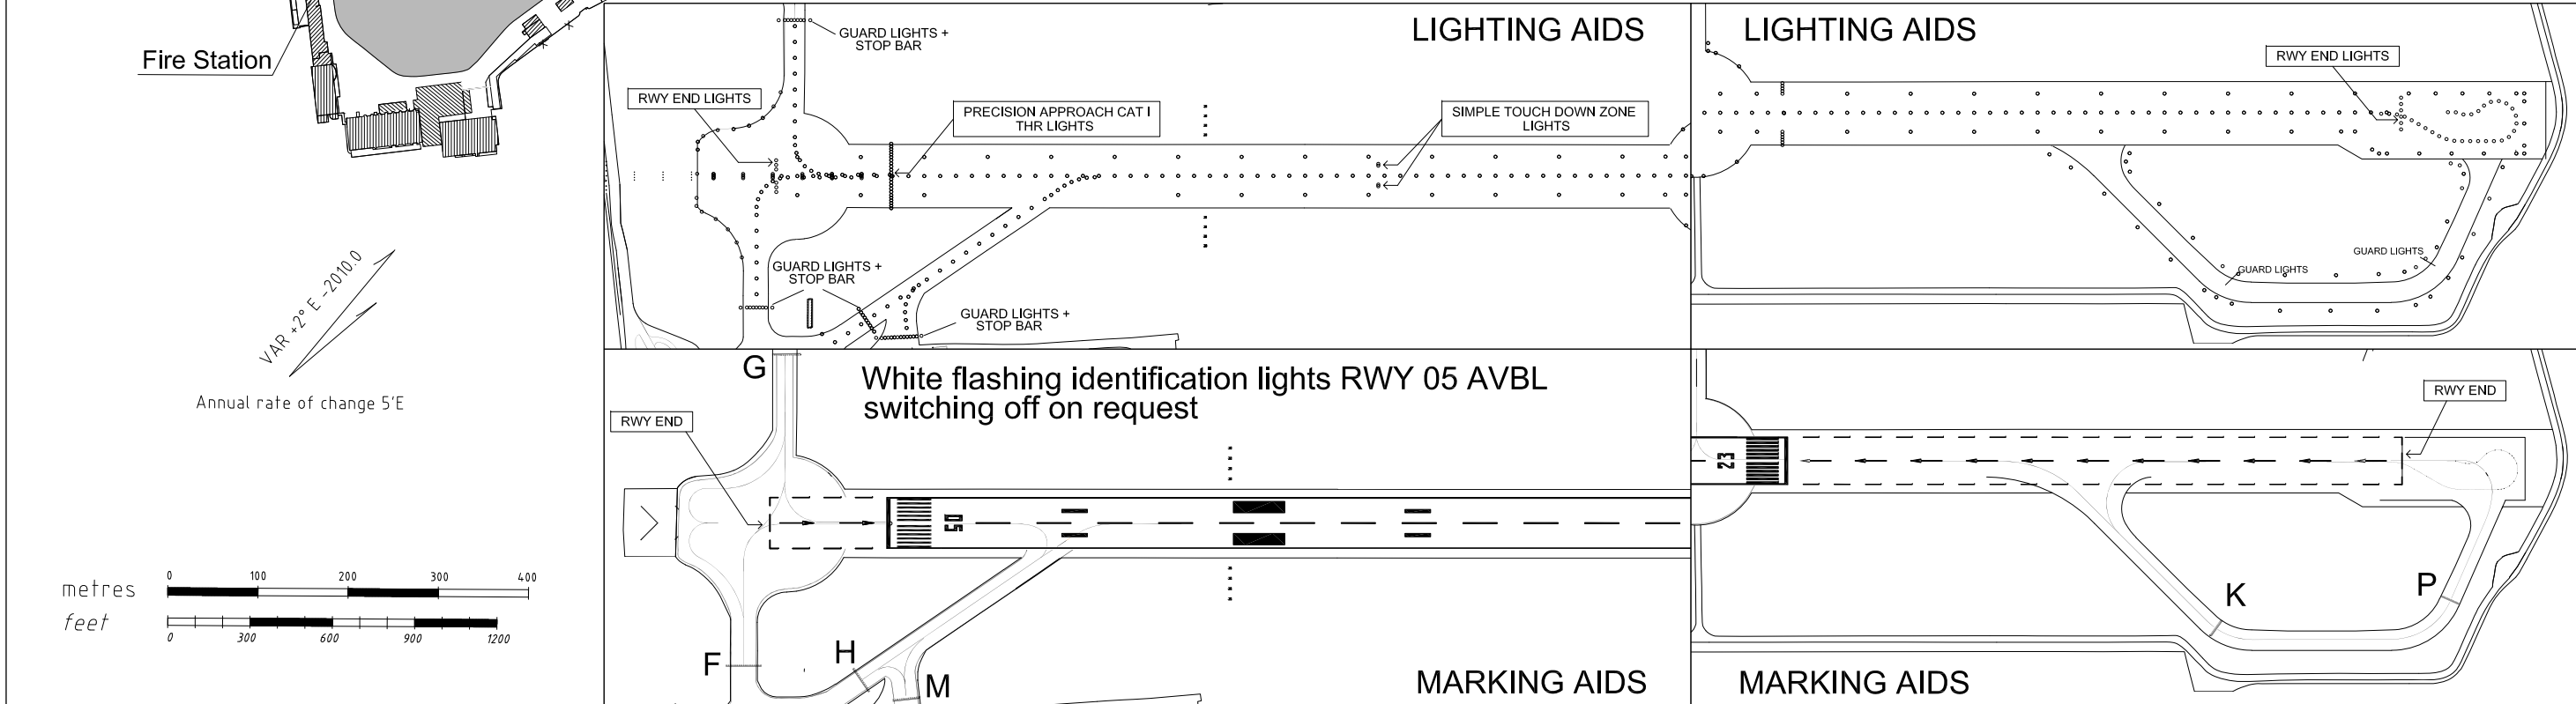 Fire Station
VAR +2° E -2010.0
Annual rate of change 5'E
metres
0 100 200 300 400
feet
0 300 600 900 1200
LIGHTING AIDS
GUARD LIGHTS +
STOP BAR
RWY END LIGHTS
PRECISION APPROACH CAT I
THR LIGHTS
SIMPLE TOUCH DOWN ZONE
LIGHTS
GUARD LIGHTS +
STOP BAR
GUARD LIGHTS +
STOP BAR
LIGHTING AIDS
RWY END LIGHTS
GUARD LIGHTS
GUARD LIGHTS
G
White flashing identification lights RWY 05 AVBL
switching off on request
RWY END
05
F
H
M
MARKING AIDS
RWY END
23
K
P
MARKING AIDS